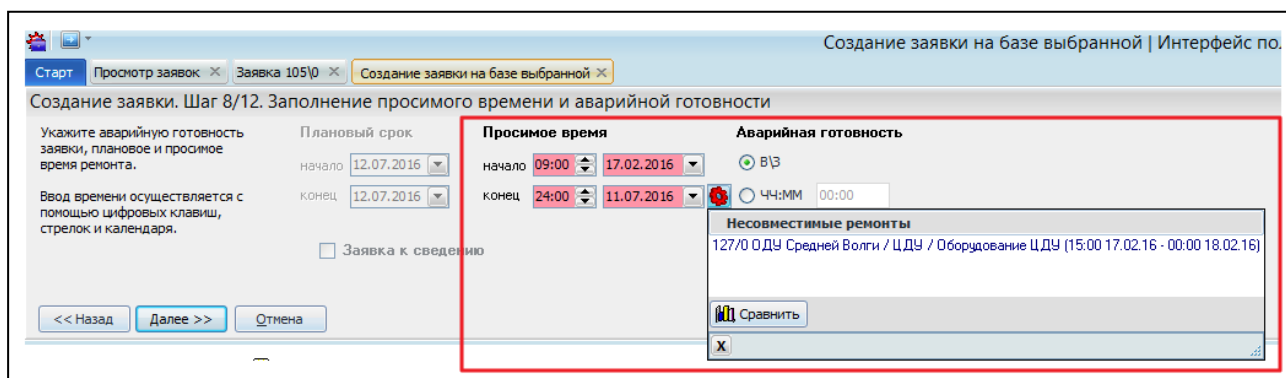 Создание заявки на базе выбранной | Интерфейс по
Старт Просмотр заявок Заявка 105\0 Создание заявки на базе выбранной
Создание заявки. Шаг 8/12. Заполнение просимого времени и аварийной готовности
Укажите аварийную готовность
заявки, плановое и просимое
время ремонта.
Ввод времени осуществляется с
помощью цифровых клавиш,
стрелок и календаря.
Плановый срок
начало 12.07.2016
конец 12.07.2016
Заявка к сведению
Просимое время
начало 09:00 17.02.2016
конец 24:00 11.07.2016
Аварийная готовность
В\З
ЧЧ:ММ 00:00
Несовместимые ремонты
127/0 ОДУ Средней Волги / ЦДУ / Оборудование ЦДУ (15:00 17.02.16 - 00:00 18.02.16)
Сравнить
X
<< Назад Далее >> Отмена